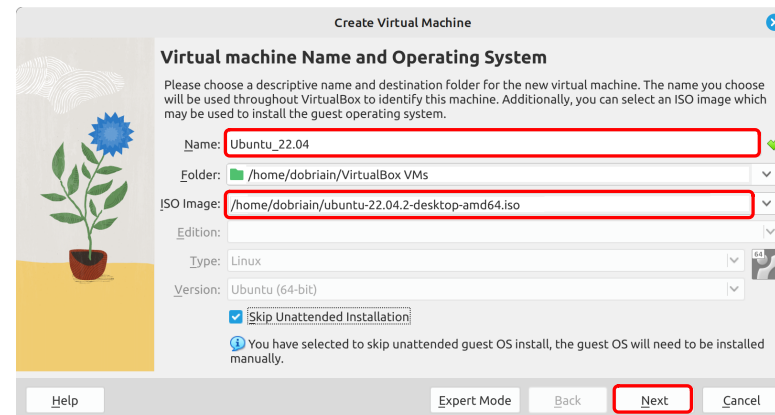 Create Virtual Machine
Virtual machine Name and Operating System
Please choose a descriptive name and destination folder for the new virtual machine. The name you choose
will be used throughout VirtualBox to identify this machine. Additionally, you can select an ISO image which
may be used to install the guest operating system.
Name: Ubuntu_22.04
Folder: /home/dobriain/VirtualBox VMs
ISO Image: /home/dobriain/ubuntu-22.04.2-desktop-amd64.iso
Edition:
Type: Linux
64
Version: Ubuntu (64-bit)
Skip Unattended Installation
You have selected to skip unattended guest OS install, the guest OS will need to be installed
manually.
Help Expert Mode Back Next Cancel